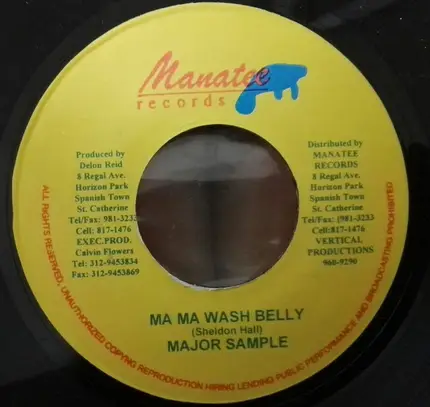 Manatee
records
Produced by
Delon Reid
8 Regal Ave.
Horizon Park
Spanish Town
St. Catherine
Tel/Fax: 981-3233
Cell: 817-1476
EXEC.PROD.
Calvin Flowers
Tel: 312-9453834
Fax: 312-9453869
Distributed by
MANATEE
RECORDS
8 Regal Ave.
Horizon Park
Spanish Town
St. Catherine
Tel/Fax: (981-3233
Cell: 817-1476
VERTICAL
PRODUCTIONS
960-9290
MA MA WASH BELLY
(Sheldon Hall)
MAJOR SAMPLE
ALL RIGHTS RESERVED, UNAUTHORIZED COPYING REPRODUCTION HIRING LENDING PUBLIC PERFORMANCE AND BROADCASTING PROHIBITED